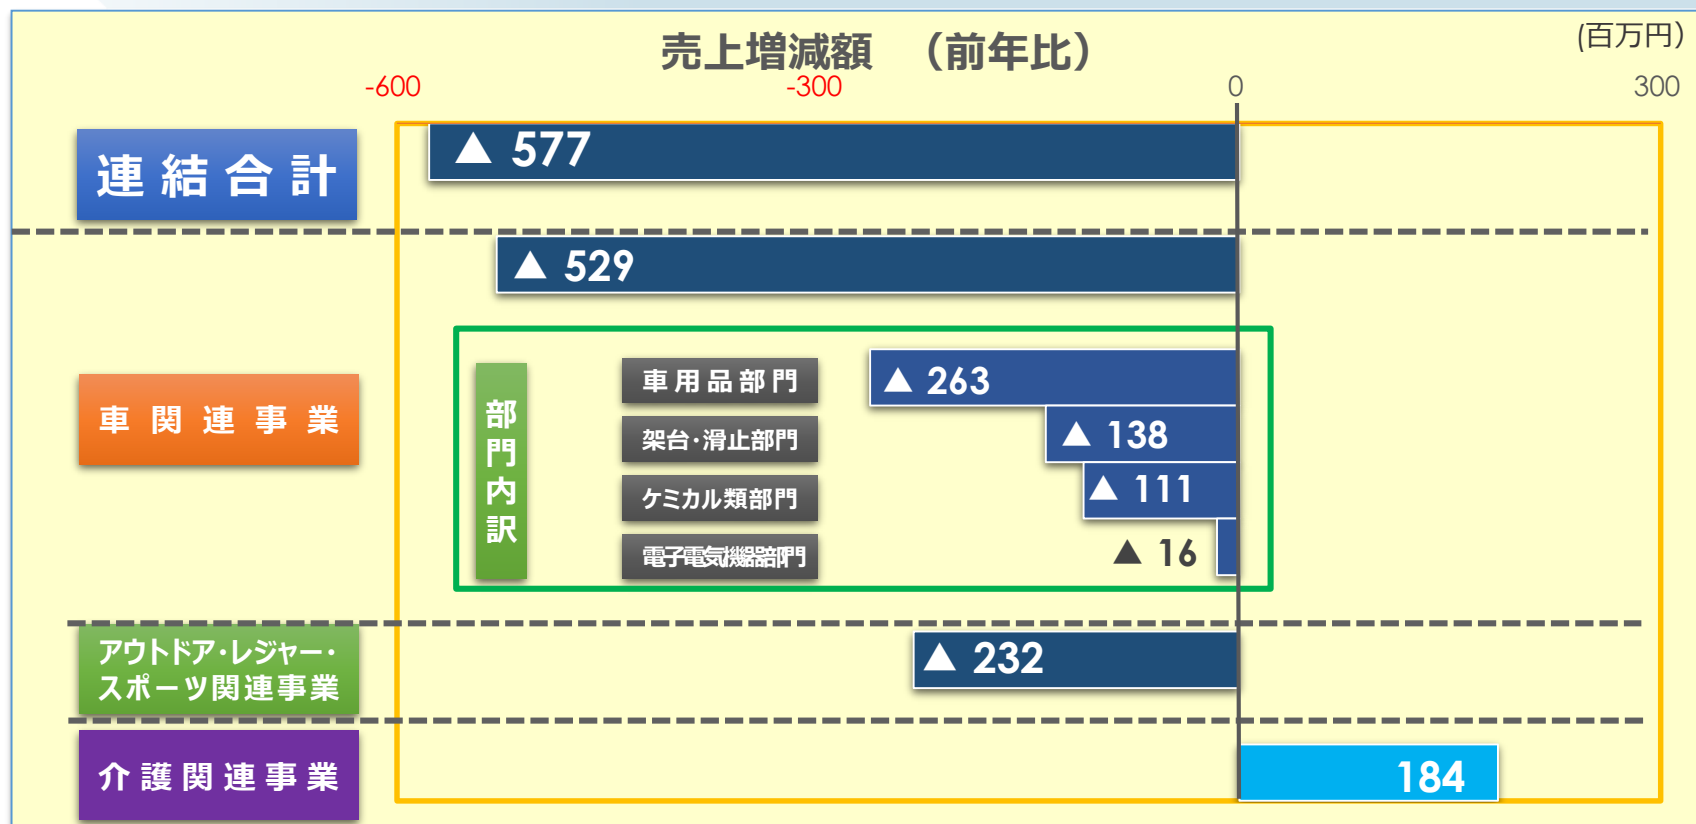 売上増減額 （前年比）
(百万円）
-600 -300 0 300
連結合計
▲ 577
▲ 529
車関連事業
部門内訳
車用品部門
▲ 263
架台・滑止部門
▲ 138
ケミカル類部門
▲ 111
電子電気機器部門
▲ 16
アウトドア・レジャー・
スポーツ関連事業
▲ 232
介護関連事業
184